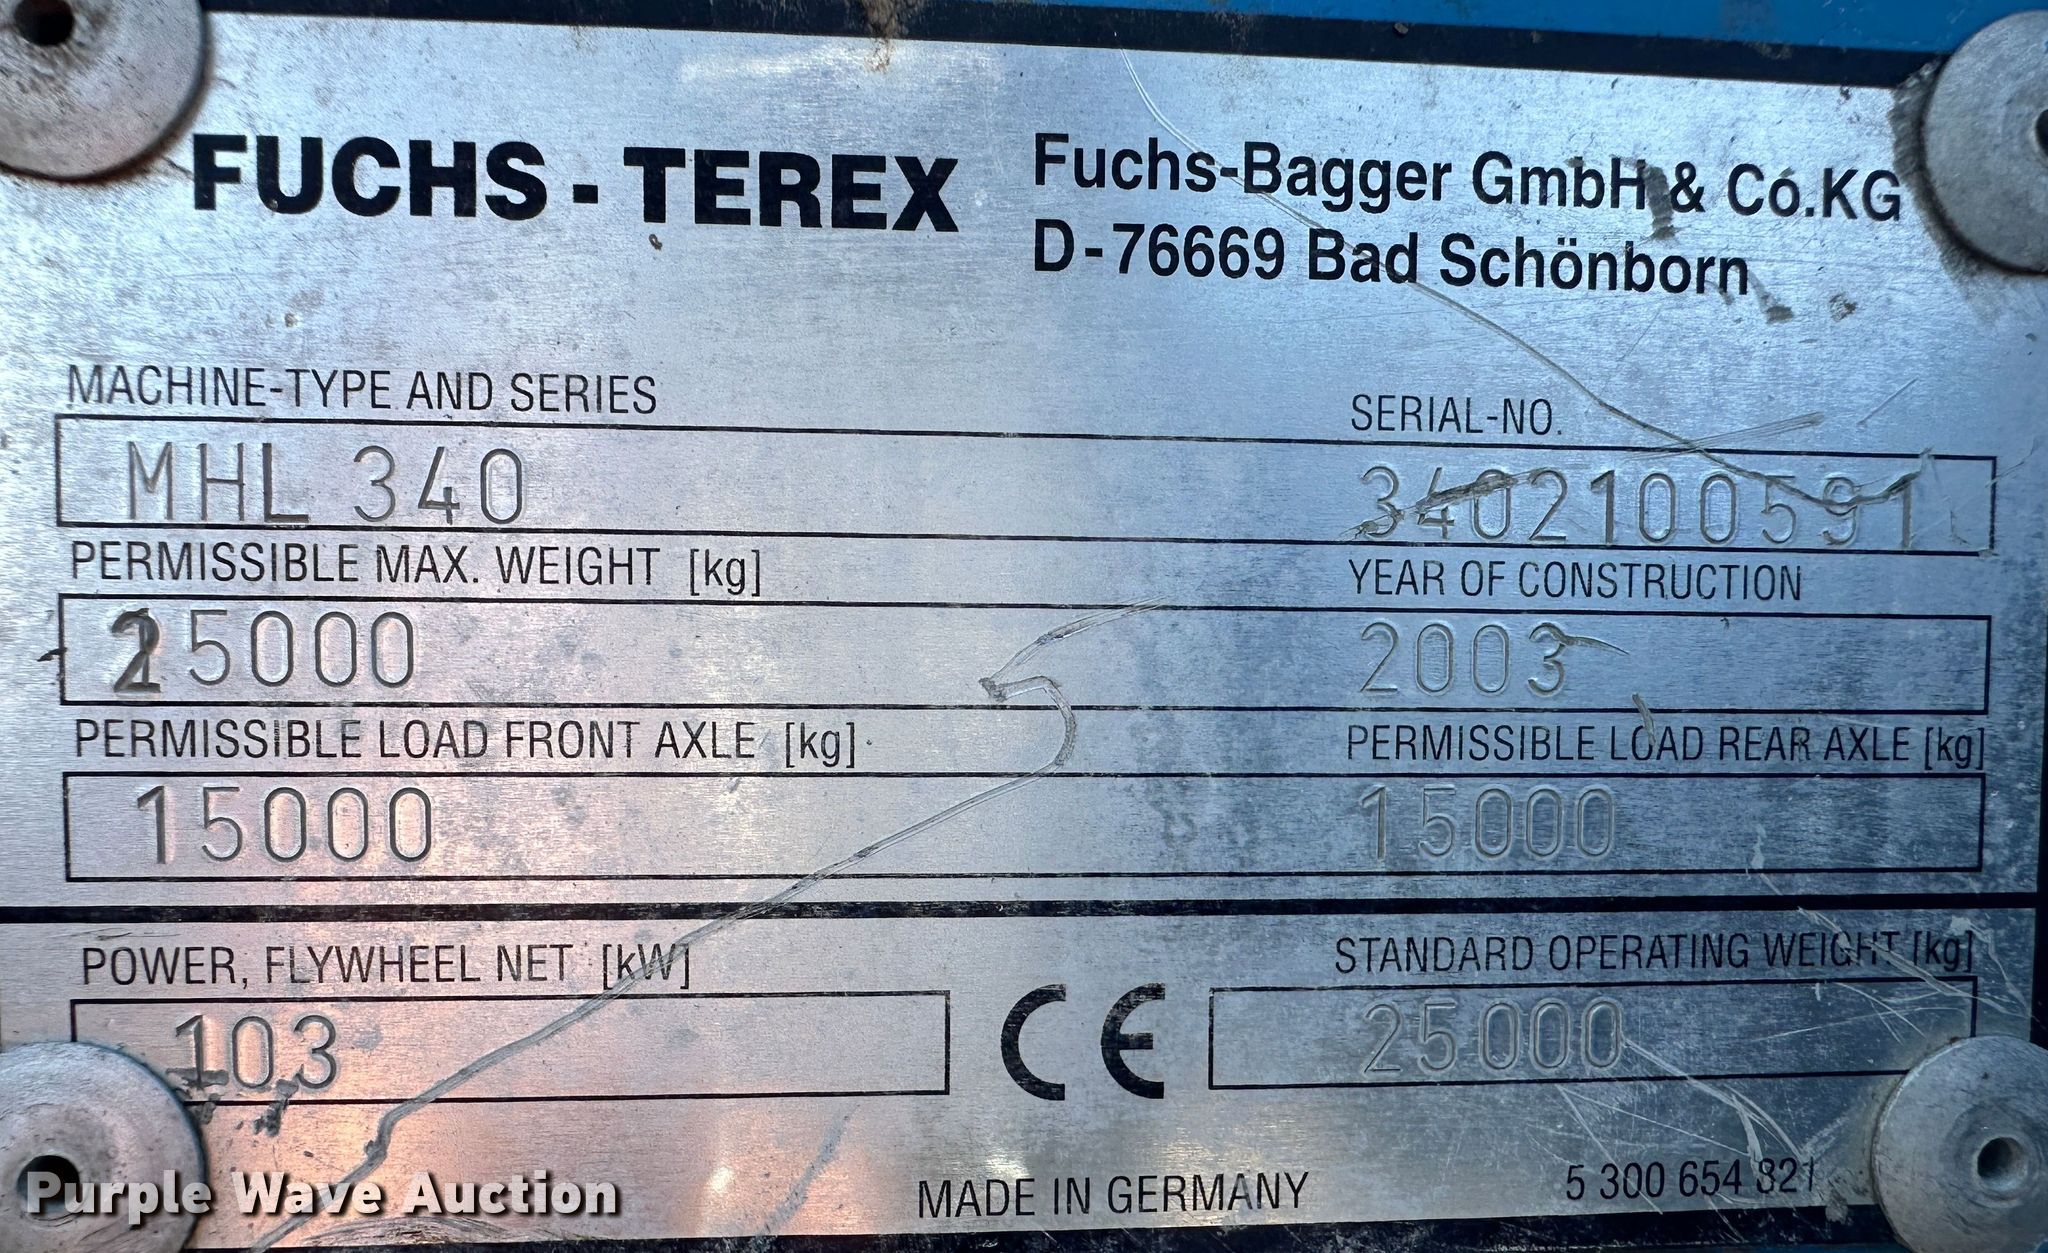 FUCHS - TEREX
Fuchs-Bagger GmbH & Co.KG
D-76669 Bad Schönborn
MACHINE-TYPE AND SERIES
SERIAL-NO.
MHL 340
3402100591
PERMISSIBLE MAX. WEIGHT [kg]
YEAR OF CONSTRUCTION
25000
2003
PERMISSIBLE LOAD FRONT AXLE [kg]
PERMISSIBLE LOAD REAR AXLE [kg]
15000
15000
POWER, FLYWHEEL NET [kW]
STANDARD OPERATING WEIGHT [kg]
103
CE
25000
MADE IN GERMANY
5 300 654 821
Purple Wave Auction